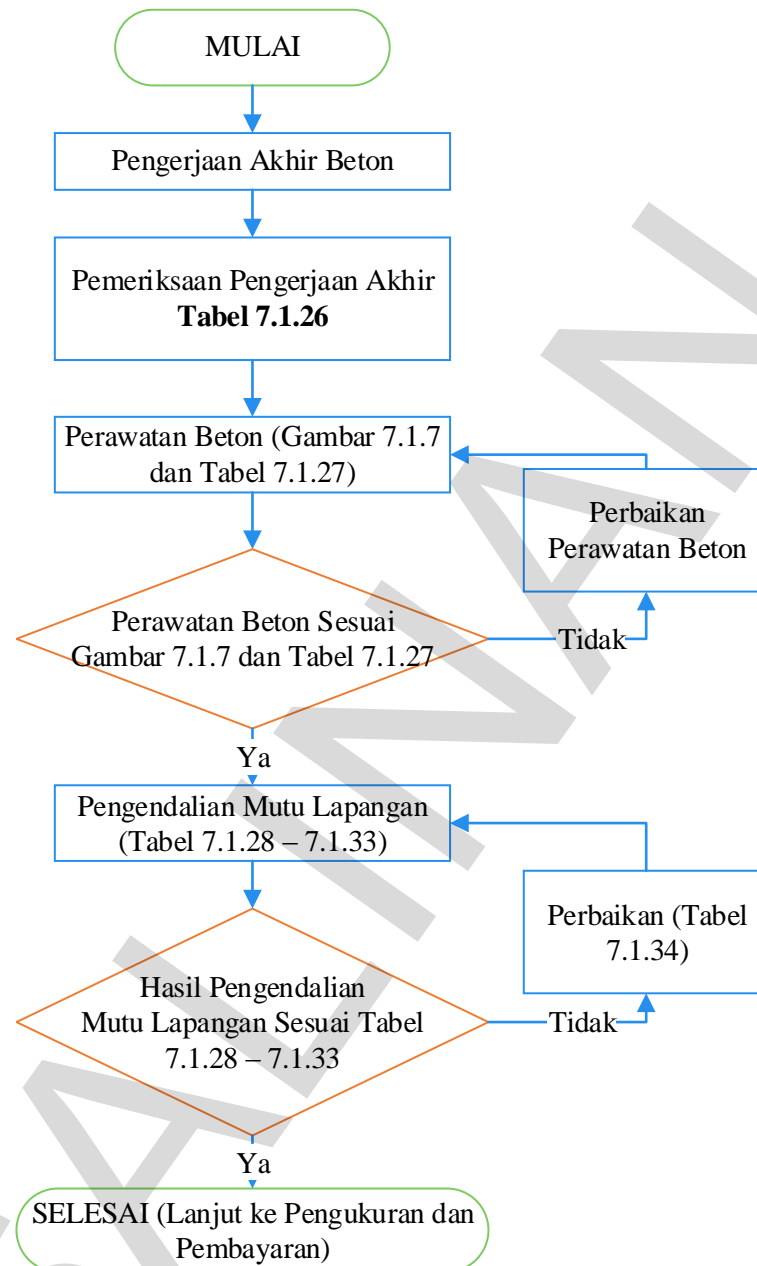 MULAI
Pengerjaan Akhir Beton
Pemeriksaan Pengerjaan Akhir
Tabel 7.1.26
Perawatan Beton (Gambar 7.1.7
dan Tabel 7.1.27)
Perbaikan
Perawatan Beton
Perawatan Beton Sesuai
Gambar 7.1.7 dan Tabel 7.1.27
Tidak
Ya
Pengendalian Mutu Lapangan
(Tabel 7.1.28 – 7.1.33)
Perbaikan (Tabel
7.1.34)
Hasil Pengendalian
Mutu Lapangan Sesuai Tabel
7.1.28 – 7.1.33
Tidak
Ya
SELESAI (Lanjut ke Pengukuran dan
Pembayaran)
SALINAN